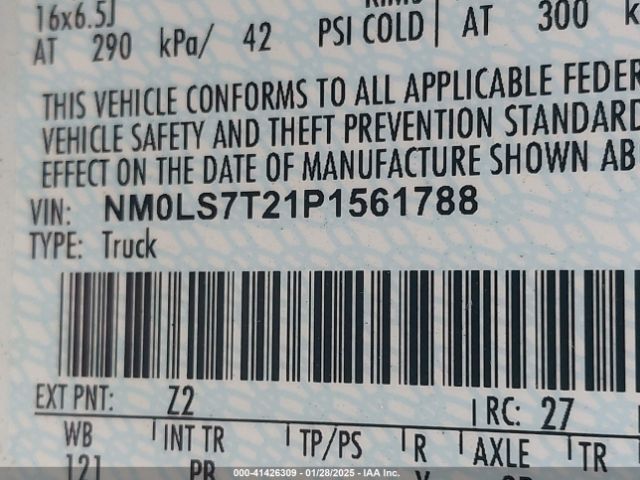 16x6.5J
AT 290 kPa/ 42 PSI COLD AT 300
THIS VEHICLE CONFORMS TO ALL APPLICABLE FEDER
VEHICLE SAFETY AND THEFT PREVENTION STANDARD
EFFECT ON THE DATE OF MANUFACTURE SHOWN AB
VIN: NM0LS7T21P1561788
TYPE: Truck
EXT PNT: Z2 RC: 27
WB INT TR TP/PS R AXLE TR
121 PR
000-41426309 - 01/28/2025 - IAA Inc.